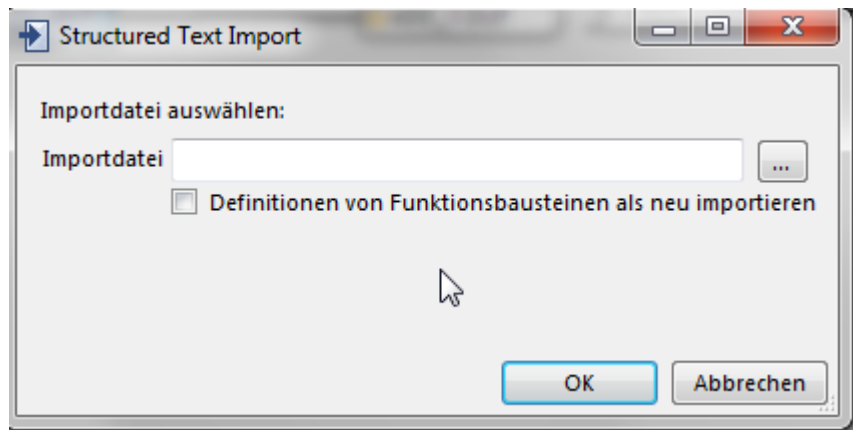 Structured Text Import
Importdatei auswählen:
Importdatei
...
Definitionen von Funktionsbausteinen als neu importieren
OK
Abbrechen